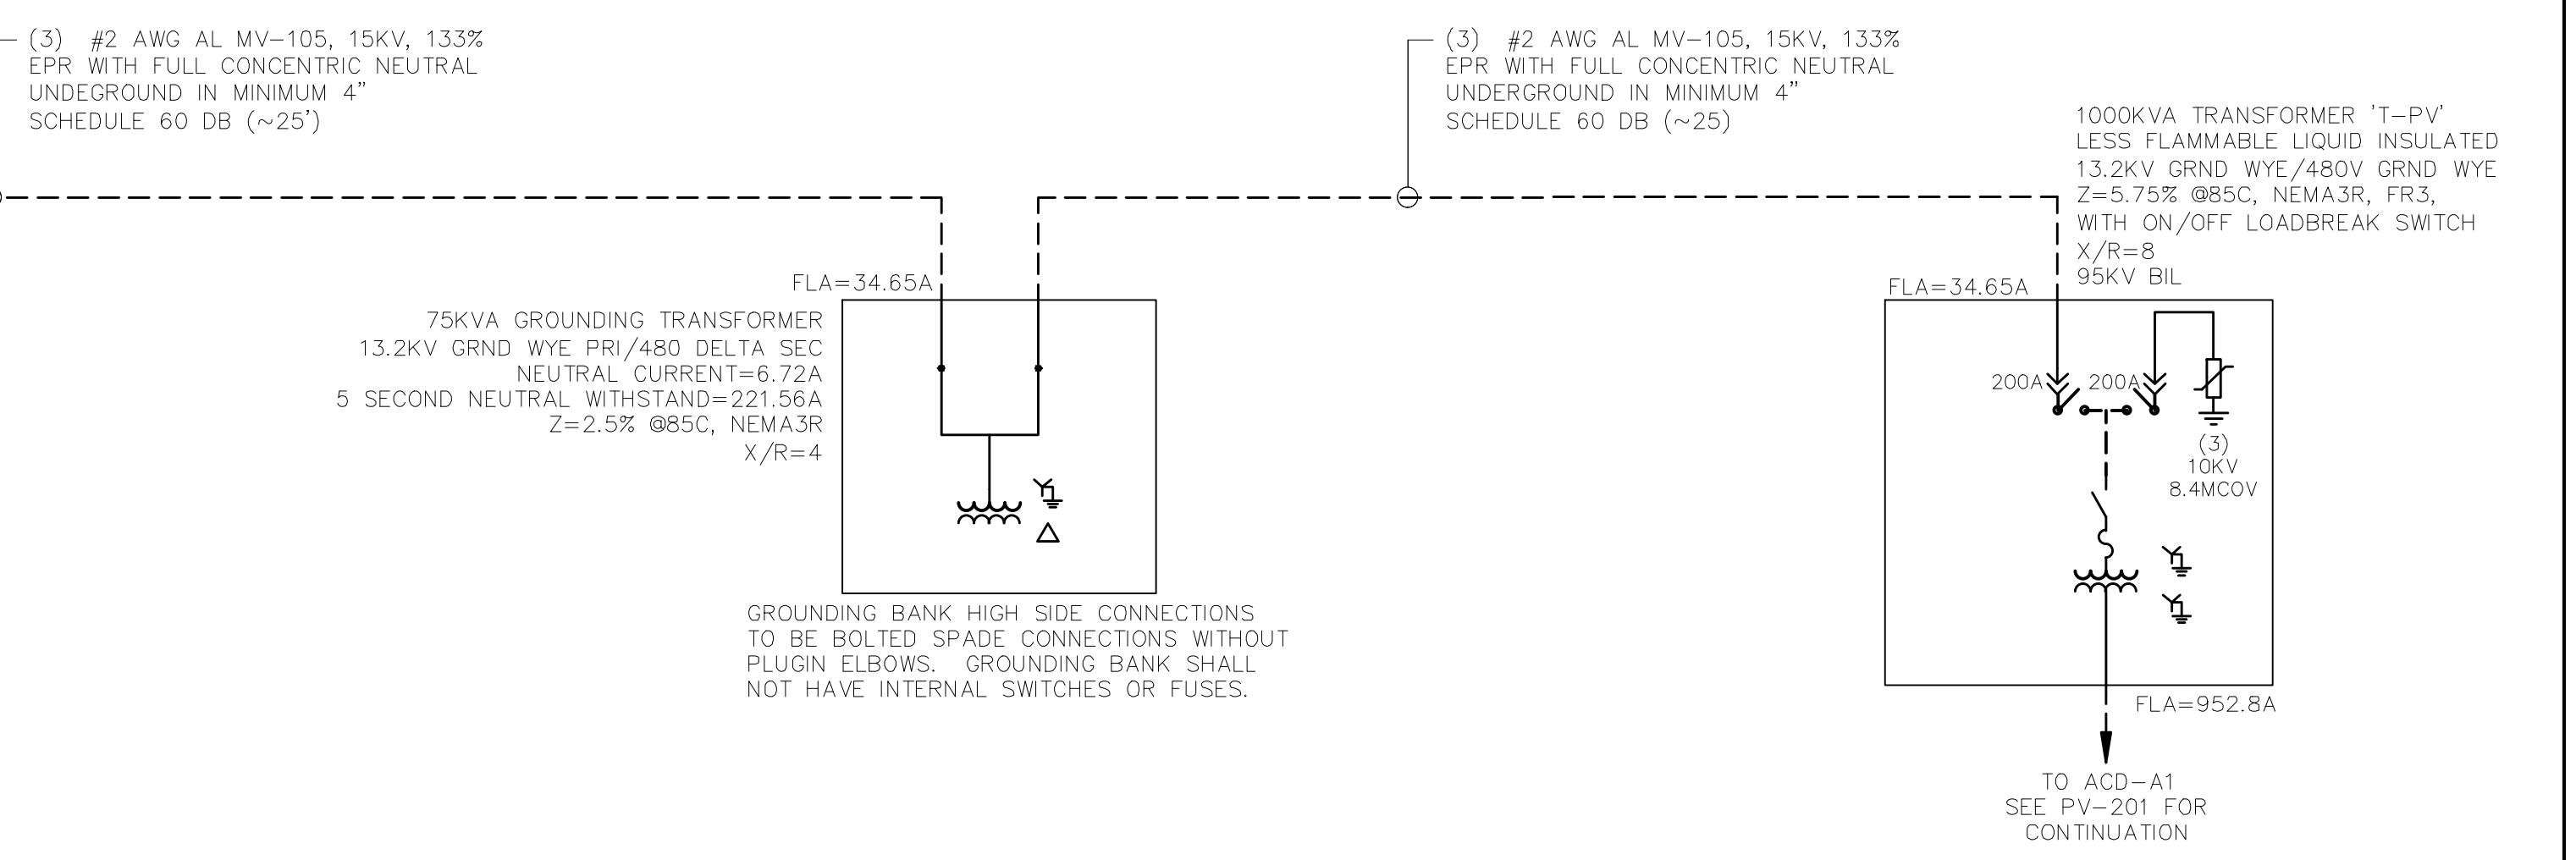 (3) #2 AWG AL MV-105, 15KV, 133%
EPR WITH FULL CONCENTRIC NEUTRAL
UNDEGROUND IN MINIMUM 4"
SCHEDULE 60 DB (~25')
(3) #2 AWG AL MV-105, 15KV, 133%
EPR WITH FULL CONCENTRIC NEUTRAL
UNDERGROUND IN MINIMUM 4"
SCHEDULE 60 DB (~25)
1000KVA TRANSFORMER 'T-PV'
LESS FLAMMABLE LIQUID INSULATED
13.2KV GRND WYE/480V GRND WYE
Z=5.75% @85C, NEMA3R, FR3,
WITH ON/OFF LOADBREAK SWITCH
X/R=8
95KV BIL
FLA=34.65A
75KVA GROUNDING TRANSFORMER
13.2KV GRND WYE PRI/480 DELTA SEC
NEUTRAL CURRENT=6.72A
5 SECOND NEUTRAL WITHSTAND=221.56A
Z=2.5% @85C, NEMA3R
X/R=4
GROUNDING BANK HIGH SIDE CONNECTIONS
TO BE BOLTED SPADE CONNECTIONS WITHOUT
PLUGIN ELBOWS. GROUNDING BANK SHALL
NOT HAVE INTERNAL SWITCHES OR FUSES.
FLA=34.65A
200A 200A
(3)
10KV
8.4MCOV
FLA=952.8A
TO ACD-A1
SEE PV-201 FOR
CONTINUATION